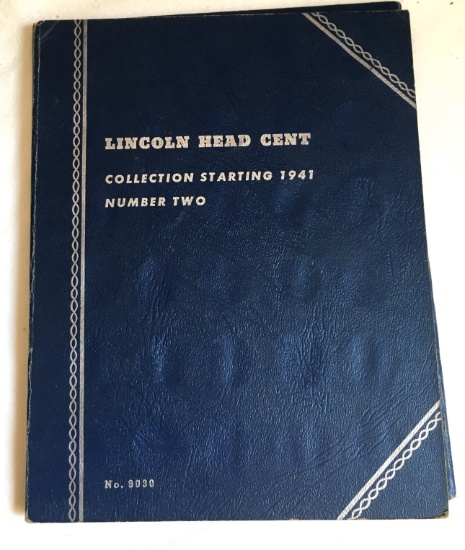 LINCOLN HEAD CENT
COLLECTION STARTING 1941
NUMBER TWO
No. 9030